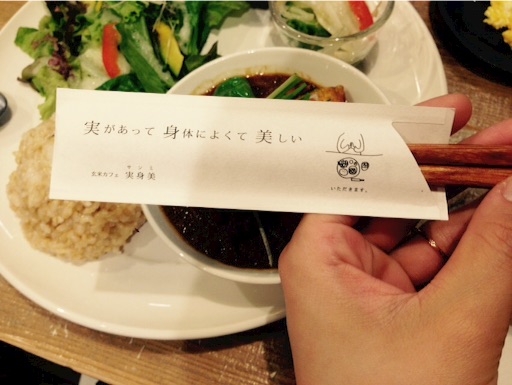 実があって 身体によくて 美しい
サンミ
玄米カフェ 実身美
いただきます。